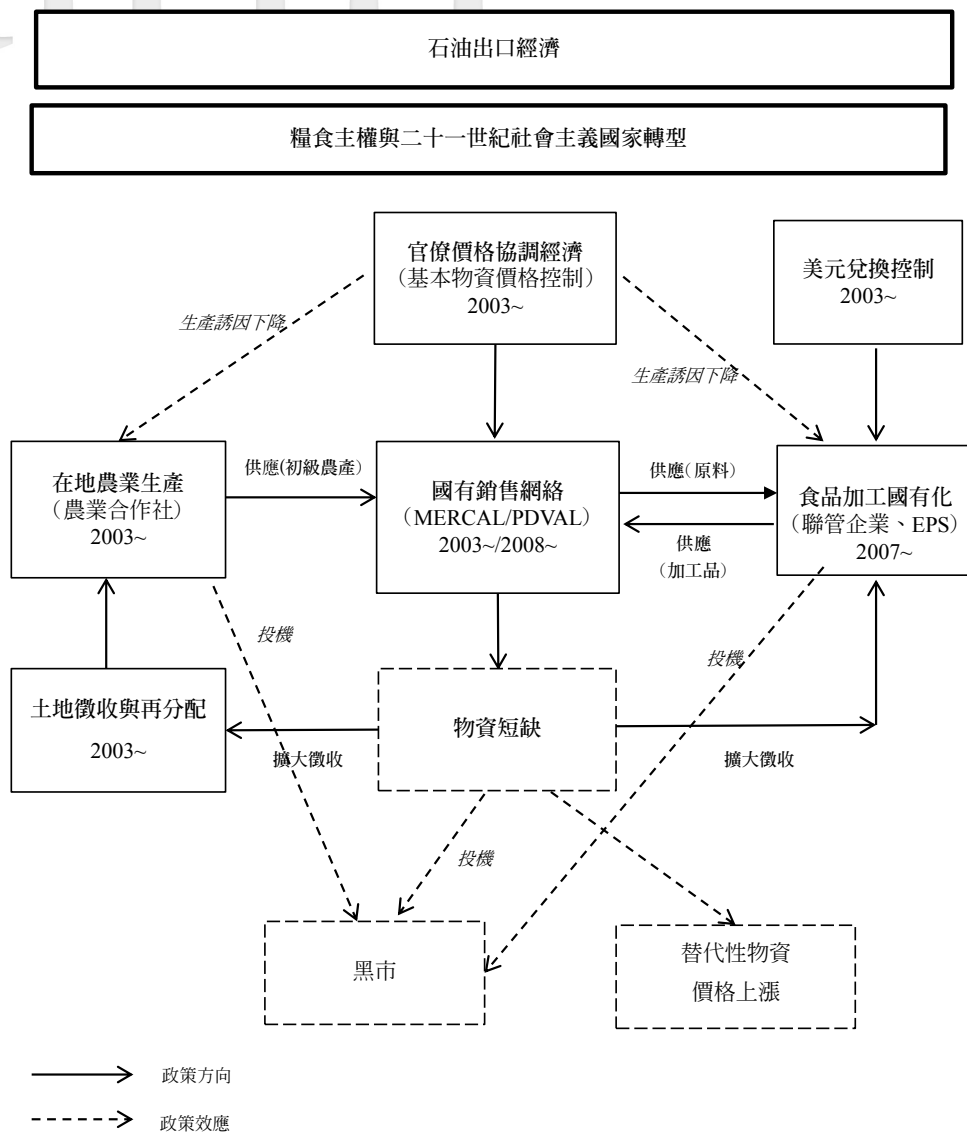 石油出口經濟
糧食主權與二十一世紀社會主義國家轉型
官僚價格協調經濟
（基本物資價格控制）
2003~
美元兌換控制
2003~
生產誘因下降
生產誘因下降
在地農業生產
（農業合作社）
2003~
供應(初級農產)
國有銷售網絡
（MERCAL/PDVAL）
2003~/2008~
供應(原料)
供應
（加工品）
食品加工國有化
（聯管企業、EPS）
2007~
投機
投機
土地徵收與再分配
2003~
擴大徵收
物資短缺
擴大徵收
投機
黑市
替代性物資
價格上漲
政策方向
政策效應